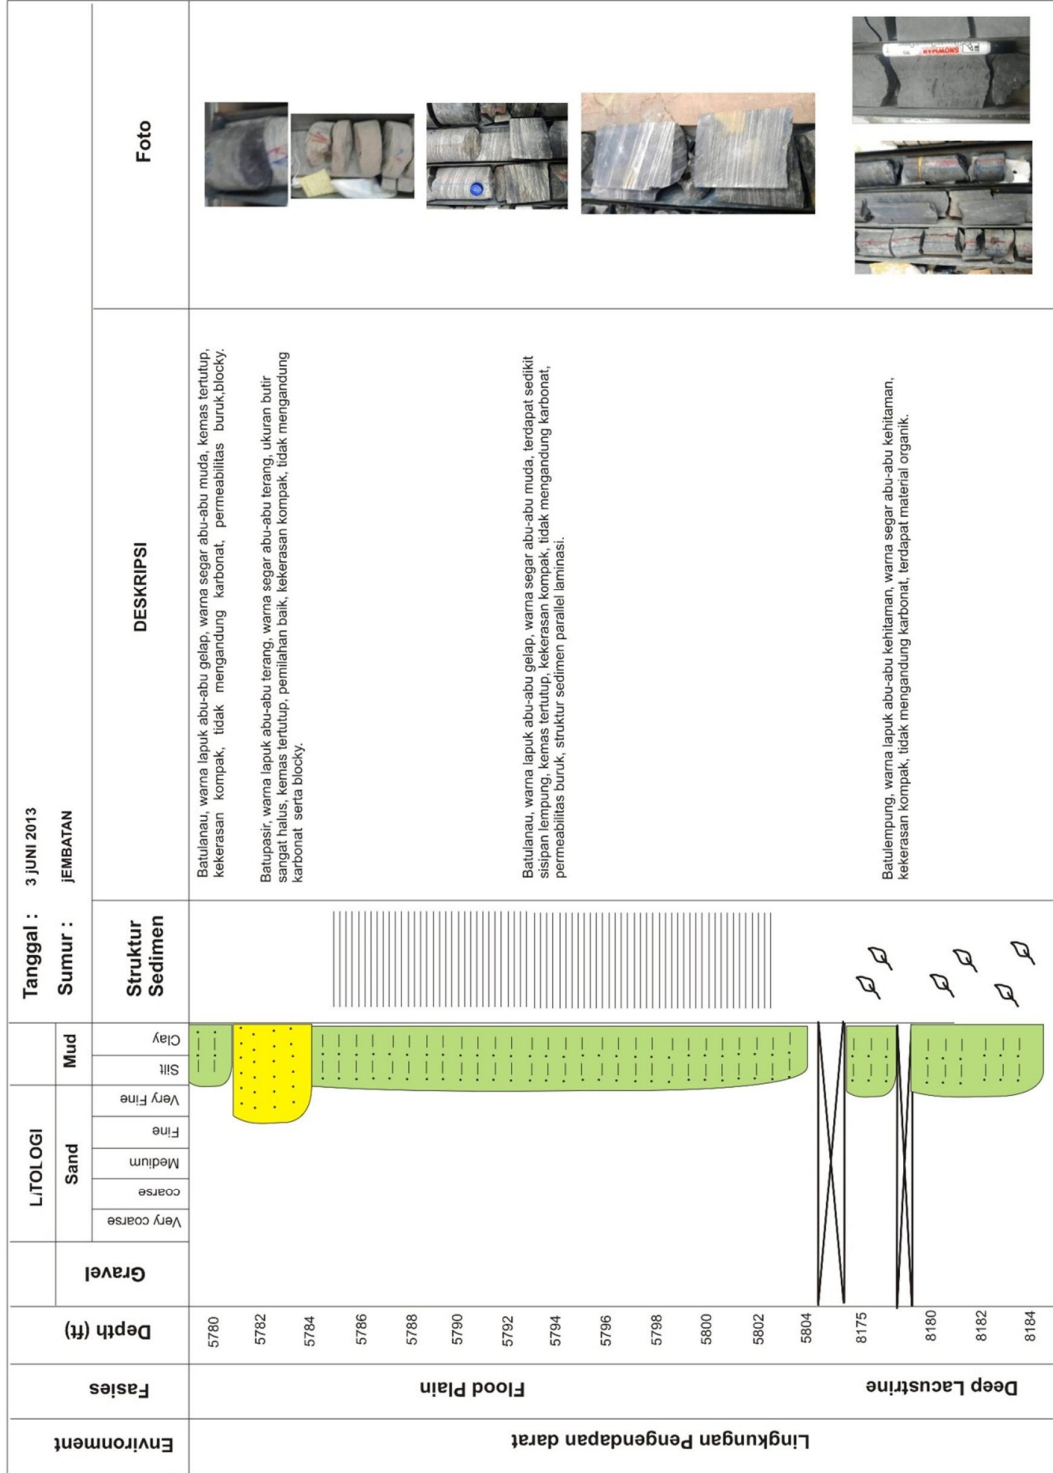 Tanggal : 3 jUNI 2013
Sumur : jEMBATAN
Environment
Fasies
Depth (ft)
LiTOLOGI
Gravel
Sand
Mud
Very coarse
coarse
Medium
Fine
Very Fine
Silt
Clay
Struktur
Sedimen
DESKRIPSI
Foto
Lingkungan Pengendapan darat
Flood Plain
Deep Lacustrine
5780
5782
5784
5786
5788
5790
5792
5794
5796
5798
5800
5802
5804
8175
8180
8182
8184
Batulanau, warna lapuk abu-abu gelap, warna segar abu-abu muda, kemas tertutup,
kekerasan kompak, tidak mengandung karbonat, permeabilitas buruk,blocky.
Batupasir, warna lapuk abu-abu terang, warna segar abu-abu terang, ukuran butir
sangat halus, kemas tertutup, pemilahan baik, kekerasan kompak, tidak mengandung
karbonat serta blocky.
Batulanau, warna lapuk abu-abu gelap, warna segar abu-abu muda, terdapat sedikit
sisipan lempung, kemas tertutup, kekerasan kompak, tidak mengandung karbonat,
permeabilitas buruk, struktur sedimen parallel laminasi.
Batulempung, warna lapuk abu-abu kehitaman, warna segar abu-abu kehitaman,
kekerasan kompak, tidak mengandung karbonat, terdapat material organik.
SNOWMAN